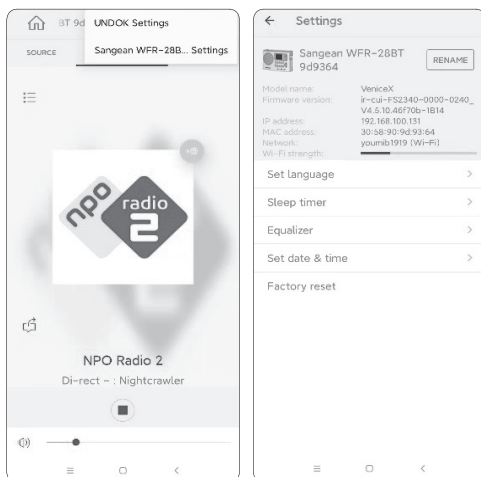 BT 9d
UNDOK Settings
SOURCE
Sangean WFR-28B... Settings
npo
radio
2
NPO Radio 2
Di-rect - : Nightcrawler
Settings
Sangean WFR-28BT
9d9364
RENAME
Model name: VeniceX
Firmware version: ir-cui-FS2340-0000-0240_
V4.5.10.46f70b-1B14
IP address: 192.168.100.131
MAC address: 30:58:90:9d:93:64
Network: youmib1919 (Wi-Fi)
Wi-Fi strength:
Set language
Sleep timer
Equalizer
Set date & time
Factory reset